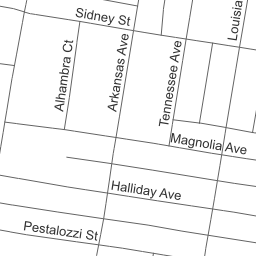 Sidney St
Louisia
Alhambra Ct
Arkansas Ave
Tennessee Ave
Magnolia Ave
Halliday Ave
Pestalozzi St